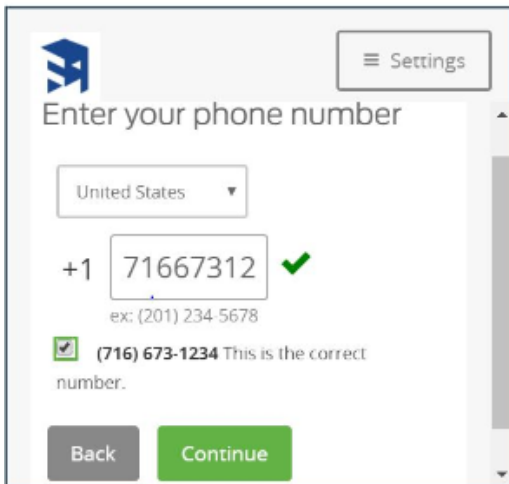 ≡ Settings
Enter your phone number
United States
+1 71667312
ex: (201) 234-5678
(716) 673-1234 This is the correct
number.
Back Continue